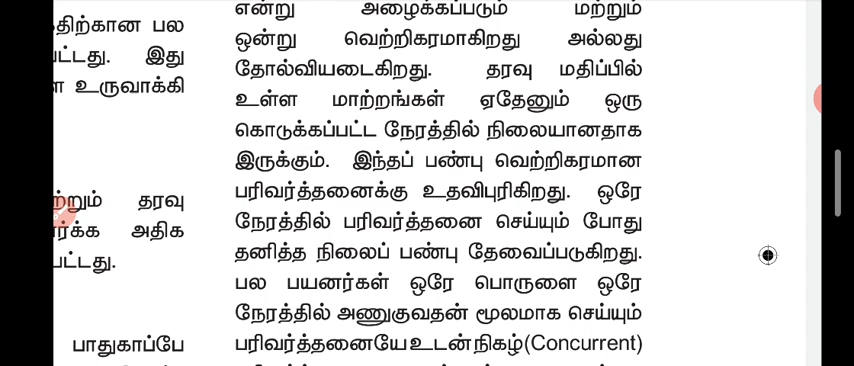 திற்கான பல
பட்டது. இது
உருவாக்கி
தரவு
அதிக
பட்டது.
பாதுகாப்பே
என்று அழைக்கப்படும் மற்றும்
ஒன்று வெற்றிகரமாகிறது அல்லது
தோல்வியடைகிறது. தரவு மதிப்பில்
உள்ள மாற்றங்கள் ஏதேனும் ஒரு
கொடுக்கப்பட்ட நேரத்தில் நிலையானதாக
இருக்கும். இந்தப் பண்பு வெற்றிகரமான
பரிவர்த்தனைக்கு உதவிபுரிகிறது. ஒரே
நேரத்தில் பரிவர்த்தனை செய்யும் போது
தனித்த நிலைப் பண்பு தேவைப்படுகிறது.
பல பயனர்கள் ஒரே பொருளை ஒரே
நேரத்தில் அணுகுவதன் மூலமாக செய்யும்
பரிவர்த்தனையே உடன்நிகழ் (Concurrent)